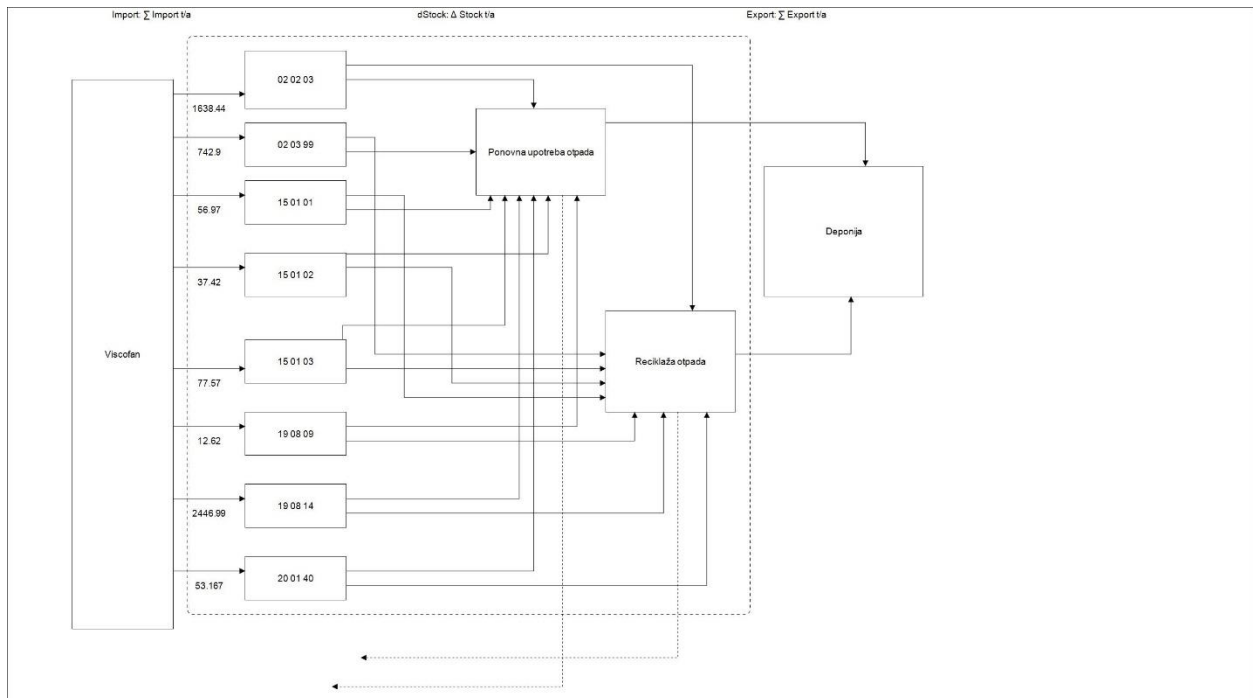 Import: ∑ Import t/a
dStock: Δ Stock t/a
Export: ∑ Export t/a
02 02 03
1638.44
02 03 99
742.9
Ponovna upotreba otpada
15 01 01
56.97
Deponija
15 01 02
37.42
Viscofan
15 01 03
Reciklaža otpada
77.57
19 08 09
12.62
19 08 14
2446.99
20 01 40
53.167